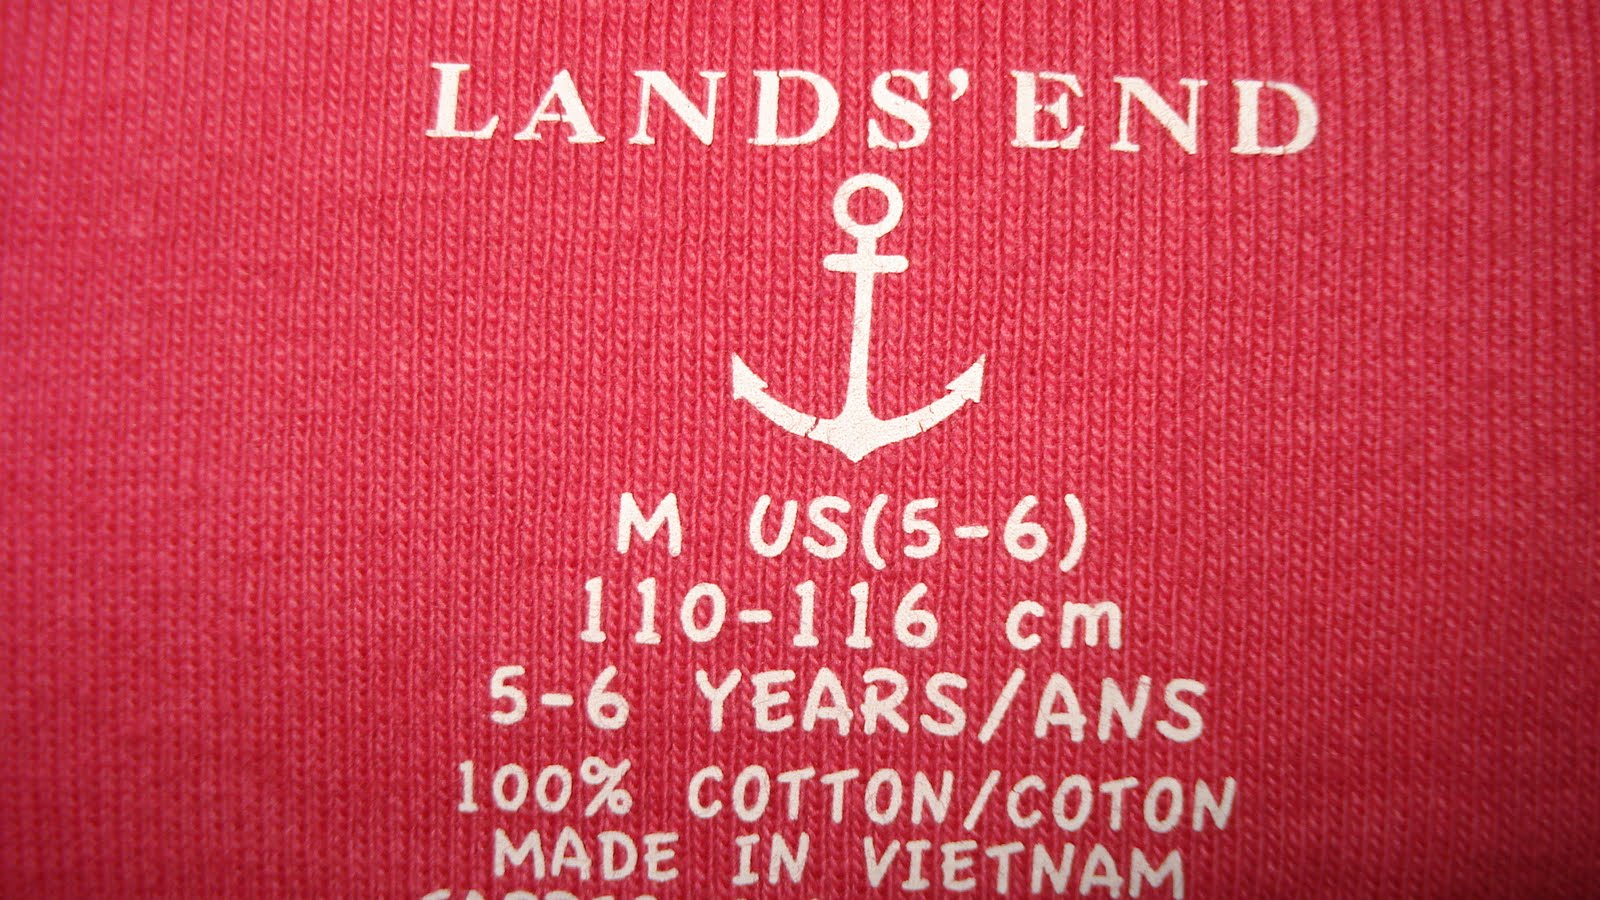 LANDS' END
M US(5-6)
110-116 cm
5-6 YEARS/ANS
100% COTTON/COTON
MADE IN VIETNAM